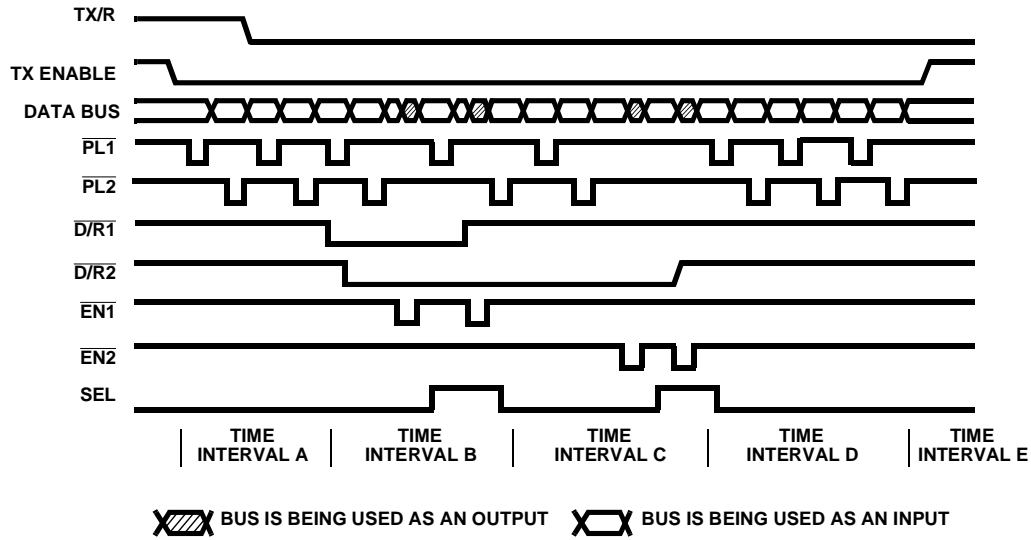 TX/R
TX ENABLE
DATA BUS
PL1
PL2
D/R1
D/R2
EN1
EN2
SEL
TIME INTERVAL A
TIME INTERVAL B
TIME INTERVAL C
TIME INTERVAL D
TIME INTERVAL E
BUS IS BEING USED AS AN OUTPUT
BUS IS BEING USED AS AN INPUT